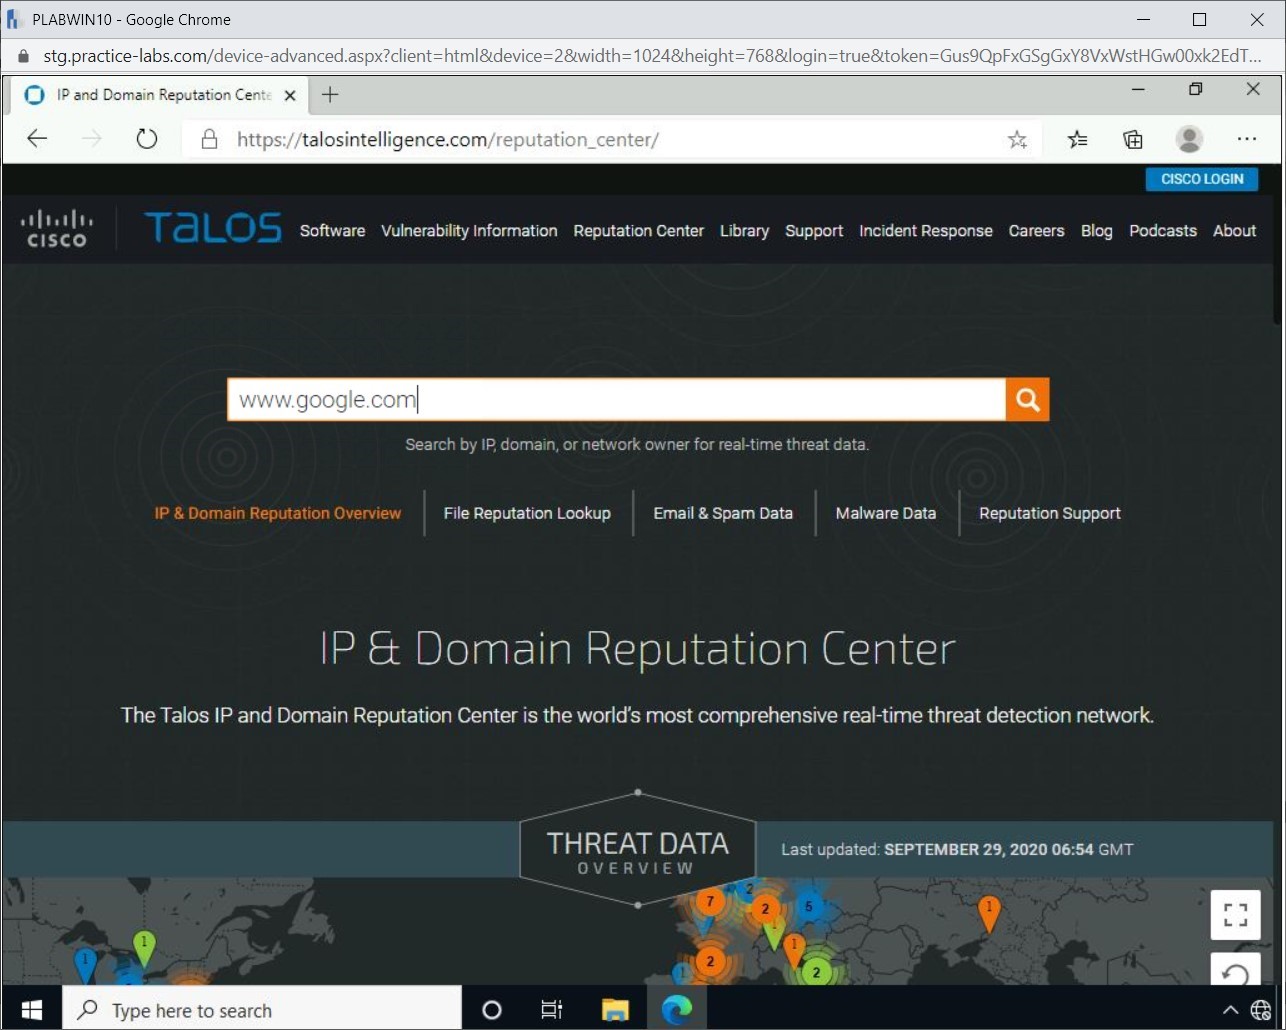 PLABWIN10 - Google Chrome
stg.practice-labs.com/device-advanced.aspx?client=html&device=2&width=1024&height=768&login=true&token=Gus9QpFxGSgGxY8VxWstHGw00xk2EdT...
IP and Domain Reputation Cente
https://talosintelligence.com/reputation_center/
CISCO LOGIN
CISCO TALOS Software Vulnerability Information Reputation Center Library Support Incident Response Careers Blog Podcasts About
www.google.com
Search by IP, domain, or network owner for real-time threat data.
IP & Domain Reputation Overview File Reputation Lookup Email & Spam Data Malware Data Reputation Support
IP & Domain Reputation Center
The Talos IP and Domain Reputation Center is the world's most comprehensive real-time threat detection network.
THREAT DATA
OVERVIEW
Last updated: SEPTEMBER 29, 2020 06:54 GMT
2
7 2 5 1
1 1
1 1 2 1 2
Type here to search